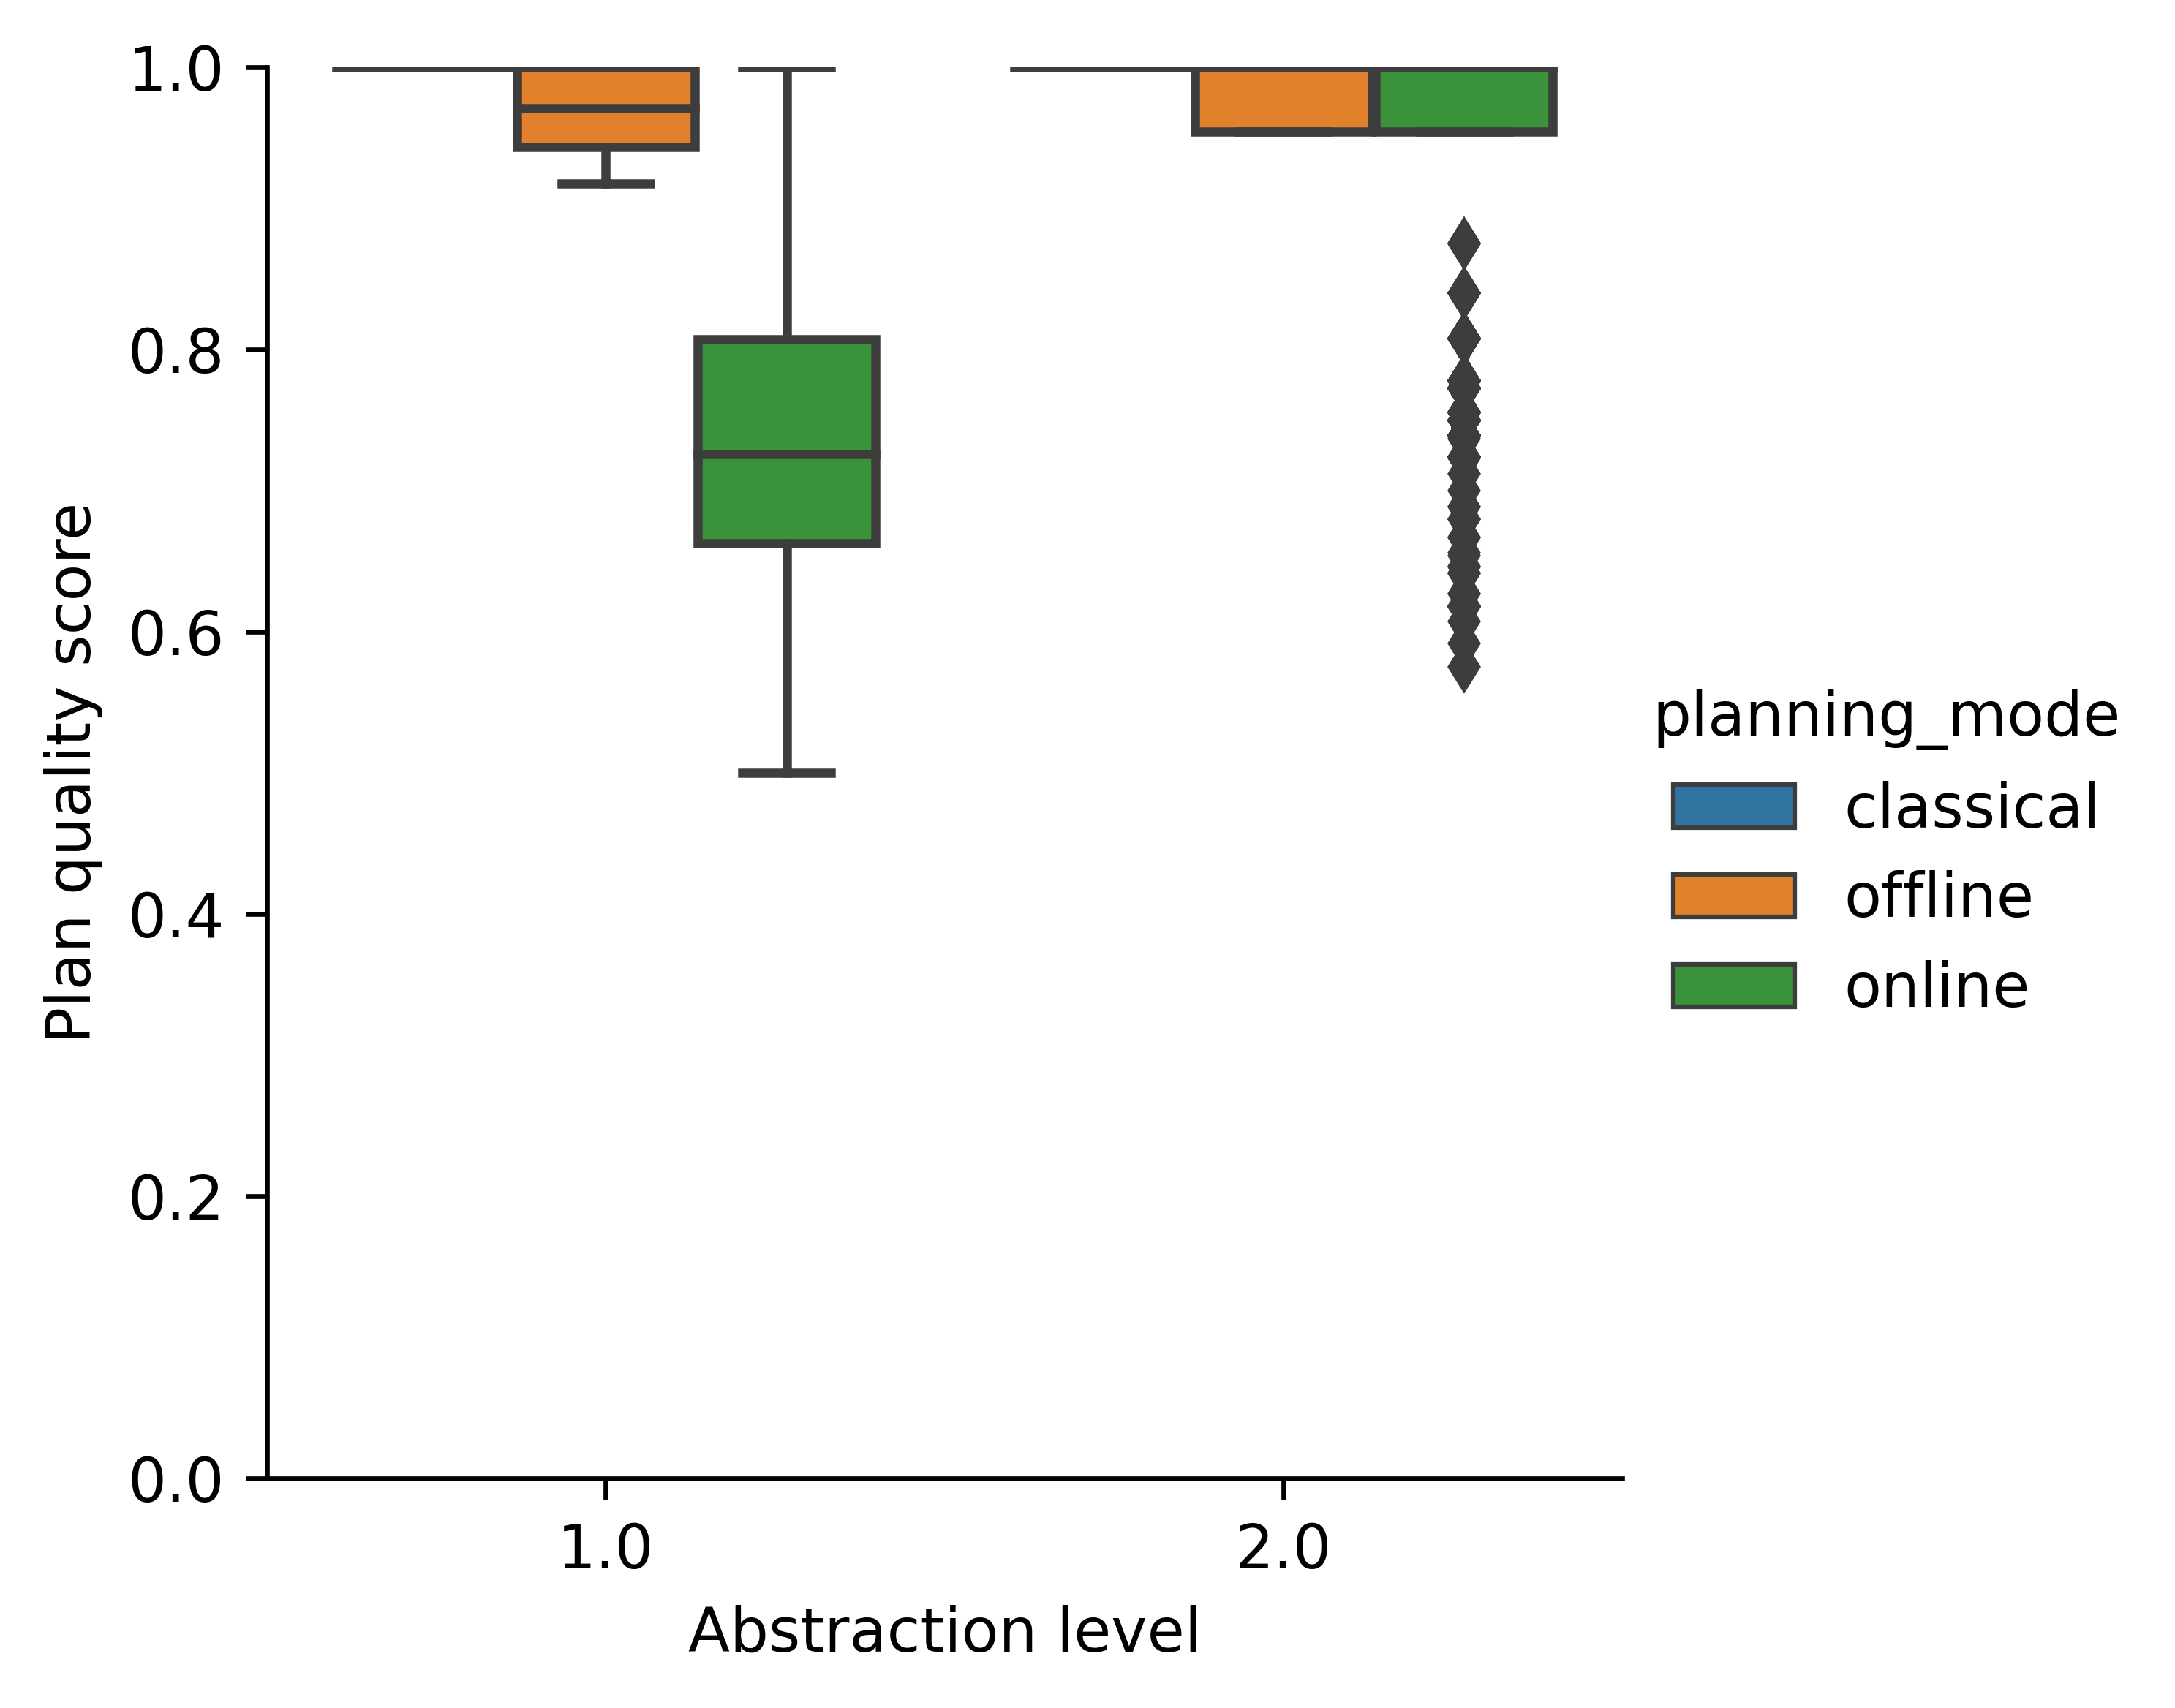 1.0
0.8
0.6
0.4
0.2
0.0
Plan quality score
1.0
2.0
Abstraction level
planning_mode
classical
offline
online